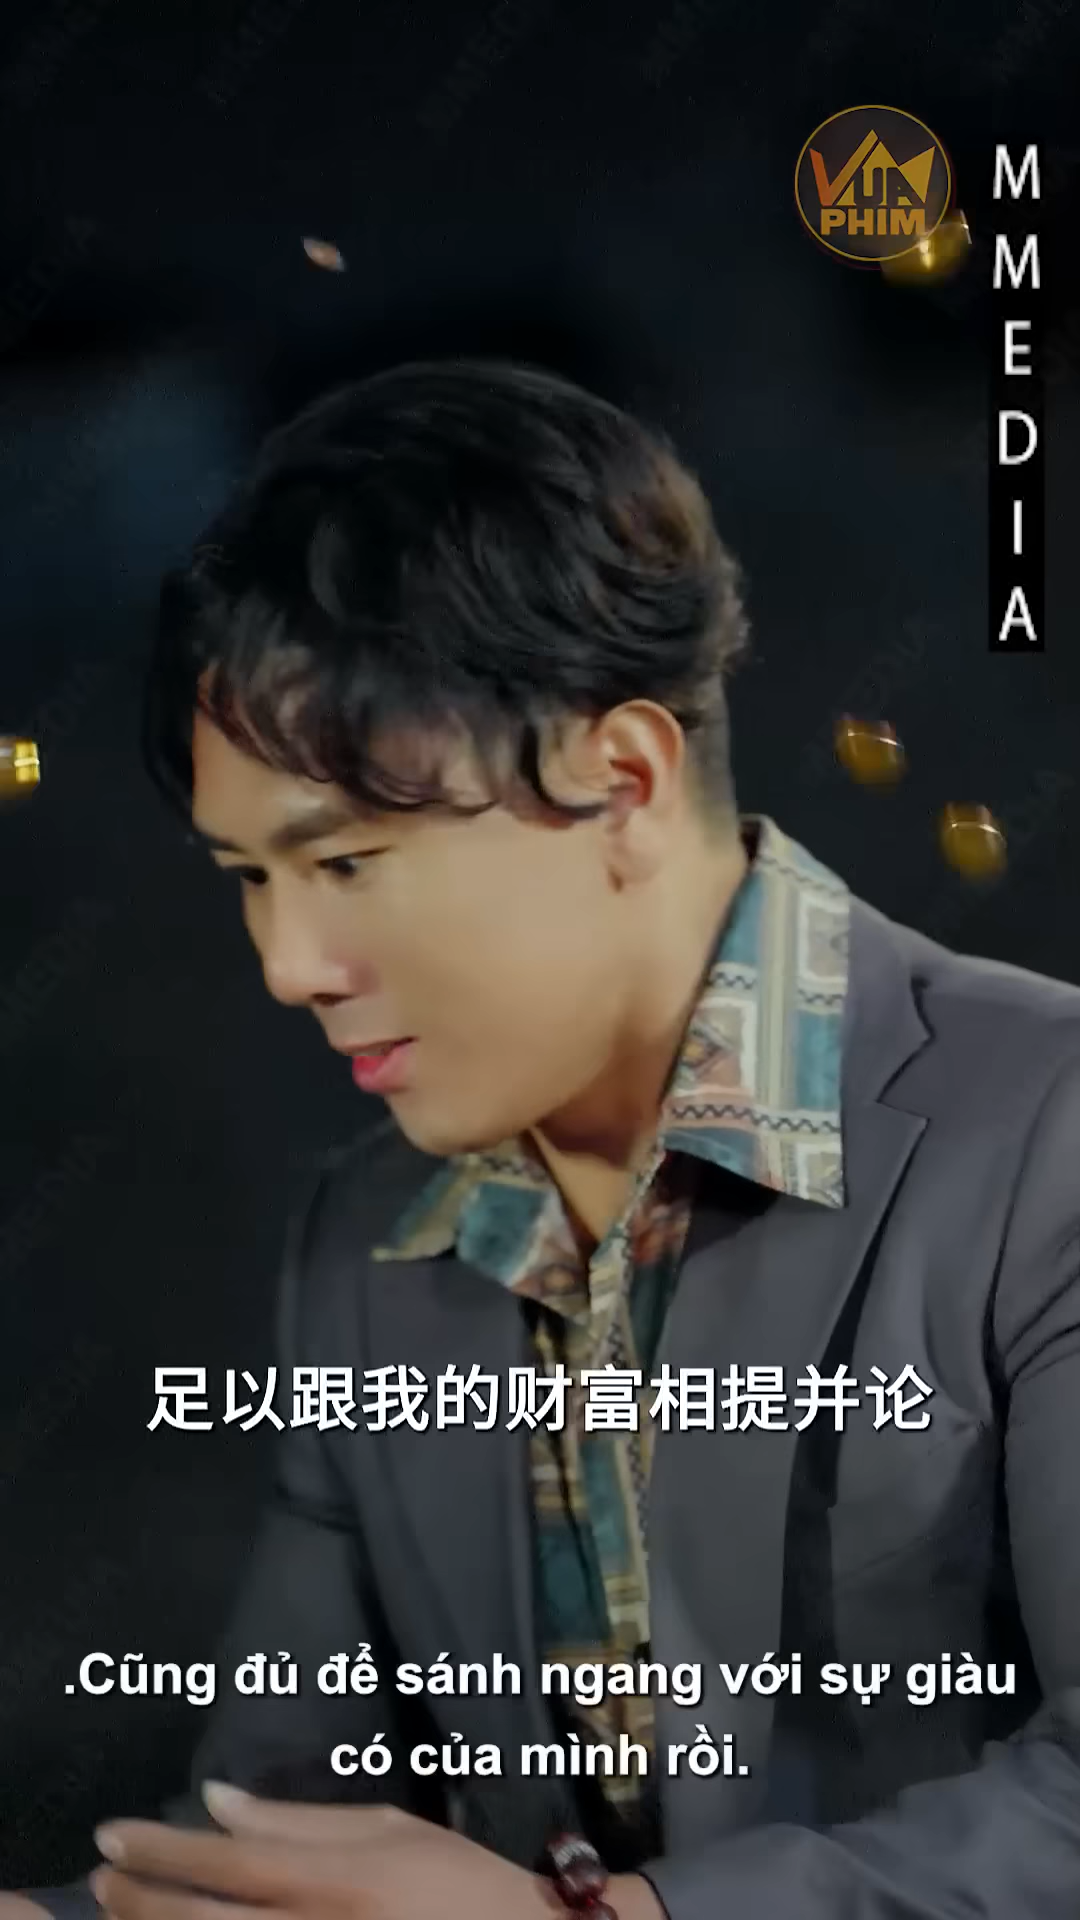 VUA
PHIM
MMEDIA
足以跟我的财富相提并论
.Cũng đủ để sánh ngang với sự giàu
có của mình rồi.